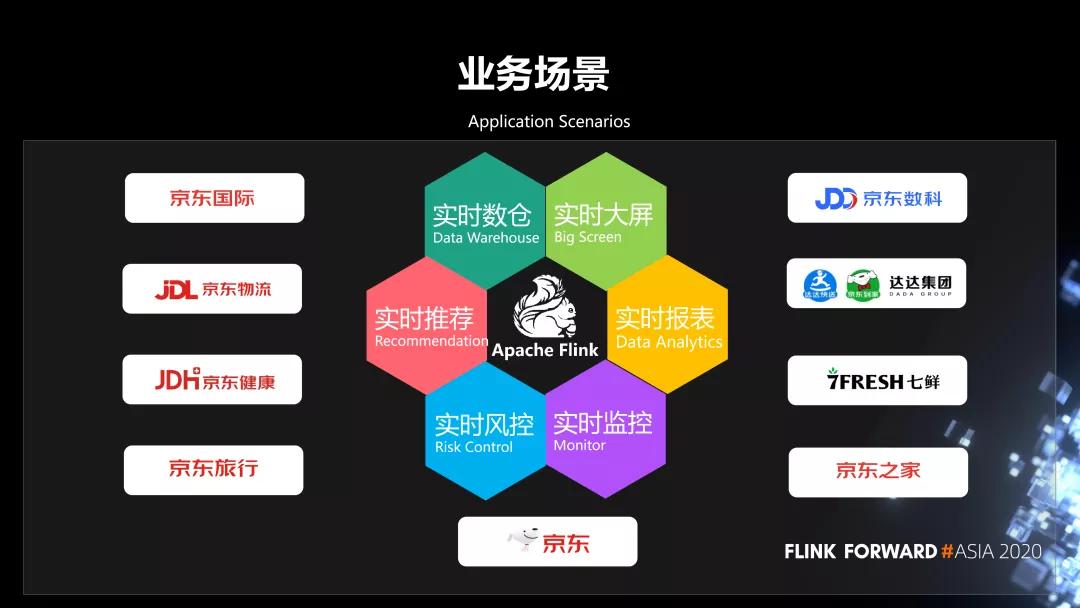 业务场景
Application Scenarios
京东国际
JDL 京东物流
JDH 京东健康
京东旅行
实时数仓
Data Warehouse
实时大屏
Big Screen
实时推荐
Recommendation
Apache Flink
实时报表
Data Analytics
实时风控
Risk Control
实时监控
Monitor
京东
JDD 京东数科
达达快送
京东到家
达达集团
DADA GROUP
7FRESH 七鲜
京东之家
FLINK FORWARD #ASIA 2020